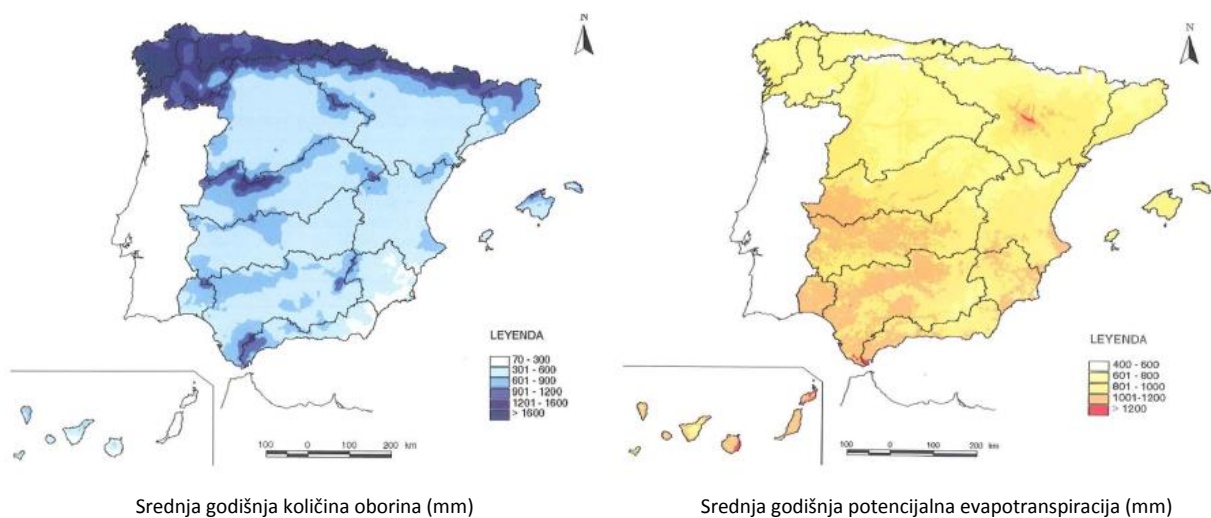 N
LEYENDA
70 - 300
301 - 600
601 - 900
901 - 1200
1201 - 1600
> 1600
100 0 100 200 km
Srednja godišnja količina oborina (mm)
N
LEYENDA
400 - 600
601 - 800
801 - 1000
1001-1200
> 1200
100 0 100 200 km
Srednja godišnja potencijalna evapotranspiracija (mm)